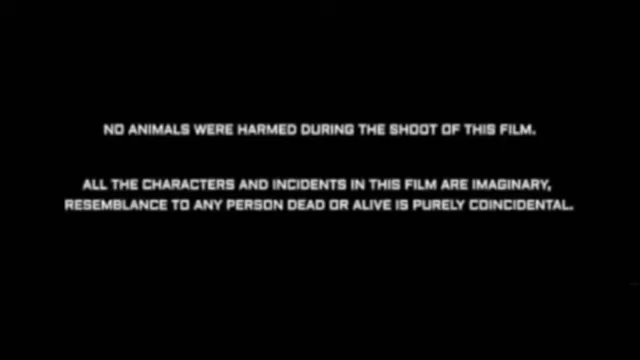 NO ANIMALS WERE HARMED DURING THE SHOOT OF THIS FILM.
ALL THE CHARACTERS AND INCIDENTS IN THIS FILM ARE IMAGINARY,
RESEMBLANCE TO ANY PERSON DEAD OR ALIVE IS PURELY COINCIDENTAL.